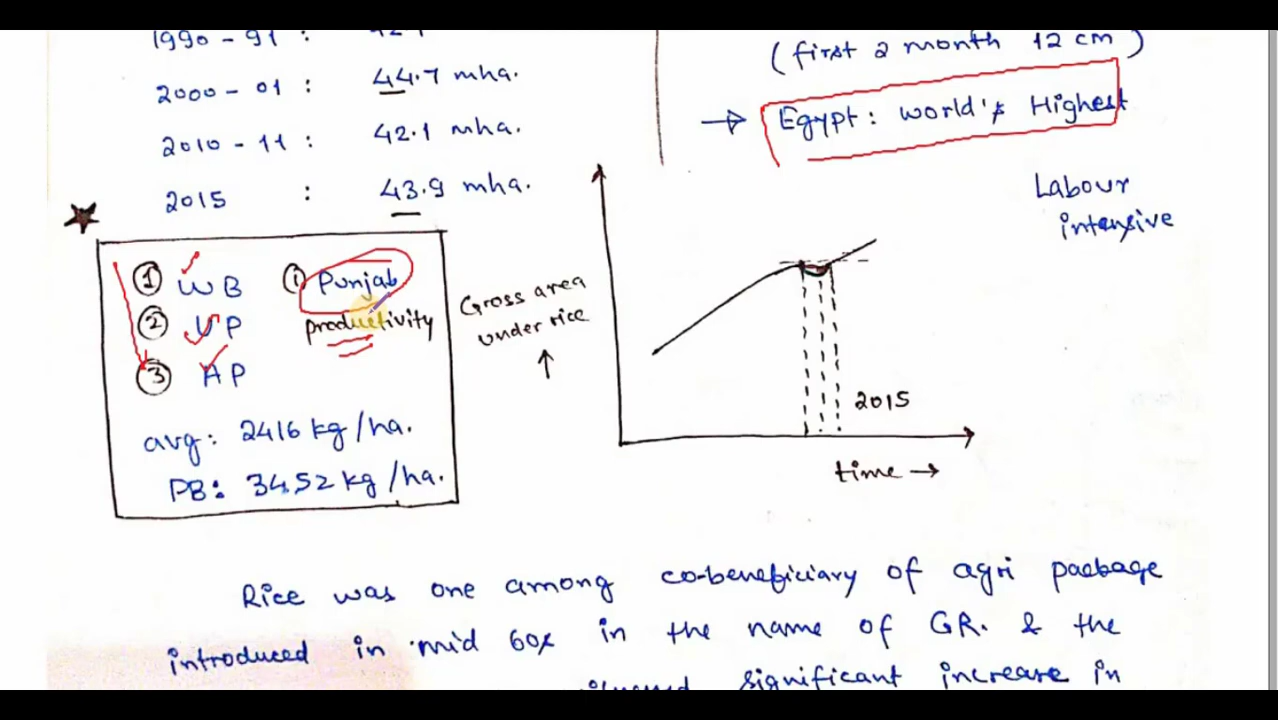 1990 - 91 :
2000 - 01 : 44.7 mha.
2010 - 11 : 42.1 mha.
2015 : 43.9 mha.
(first 2 month 12 cm)
→ Egypt : world's Highest
Labour
intensive
① WB
② UP
③ AP
① Punjab
productivity
avg: 2416 kg/ha.
PB: 3452 kg/ha.
Gross area
under rice
↑
2015
time →
Rice was one among co-beneficiary of agri package
introduced in mid 60s in the name of GR. & the
significant increase in